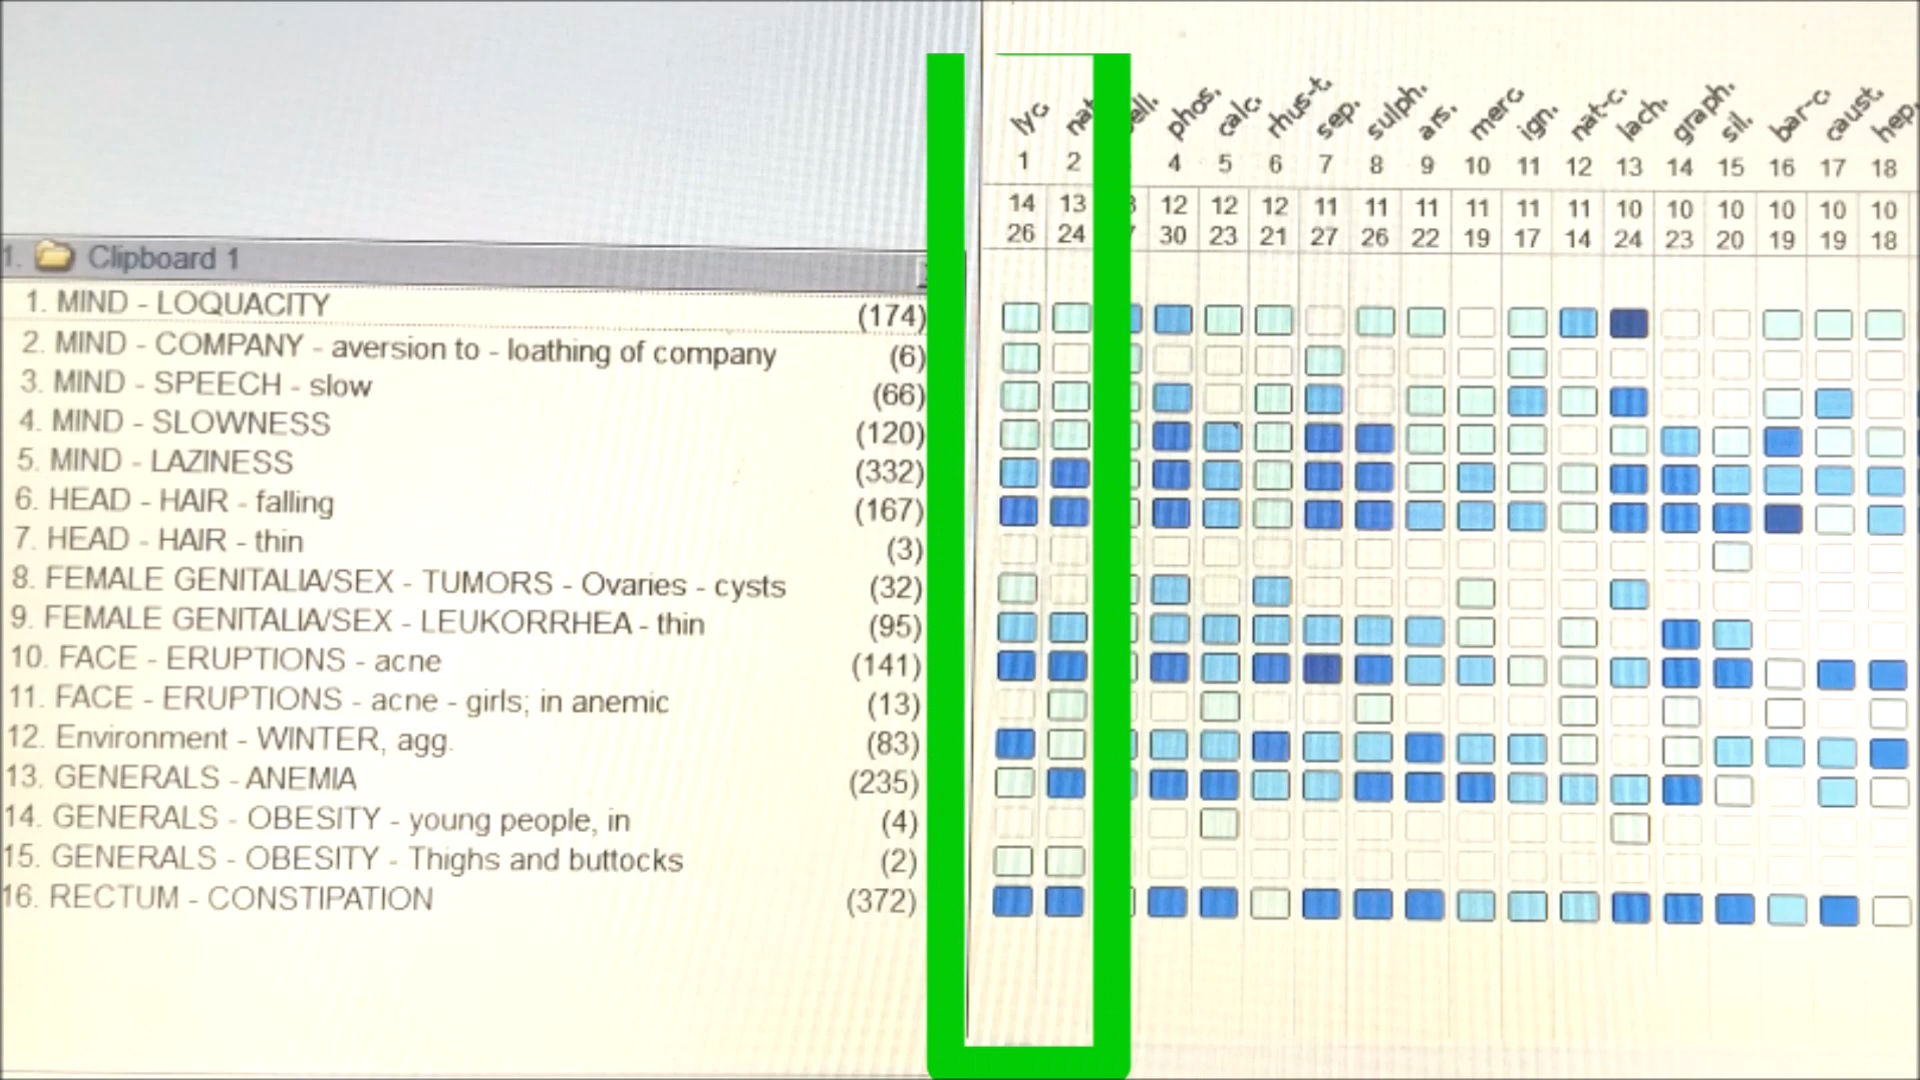 lyc. nat phos. calc. rhus-t. sep. sulph. ars. merc ign. nat-c. lach. graph. sil. bar-c. caust. hep.
1 2 4 5 6 7 8 9 10 11 12 13 14 15 16 17 18
14 13 12 12 12 11 11 11 11 11 11 10 10 10 10 10 10
26 24 30 23 21 27 26 22 19 17 14 24 23 20 19 19 18
1. Clipboard 1
1. MIND - LOQUACITY (174)
2. MIND - COMPANY - aversion to - loathing of company (6)
3. MIND - SPEECH - slow (66)
4. MIND - SLOWNESS (120)
5. MIND - LAZINESS (332)
6. HEAD - HAIR - falling (167)
7. HEAD - HAIR - thin (3)
8. FEMALE GENITALIA/SEX - TUMORS - Ovaries - cysts (32)
9. FEMALE GENITALIA/SEX - LEUKORRHEA - thin (95)
10. FACE - ERUPTIONS - acne (141)
11. FACE - ERUPTIONS - acne - girls; in anemic (13)
12. Environment - WINTER, agg. (83)
13. GENERALS - ANEMIA (235)
14. GENERALS - OBESITY - young people, in (4)
15. GENERALS - OBESITY - Thighs and buttocks (2)
16. RECTUM - CONSTIPATION (372)